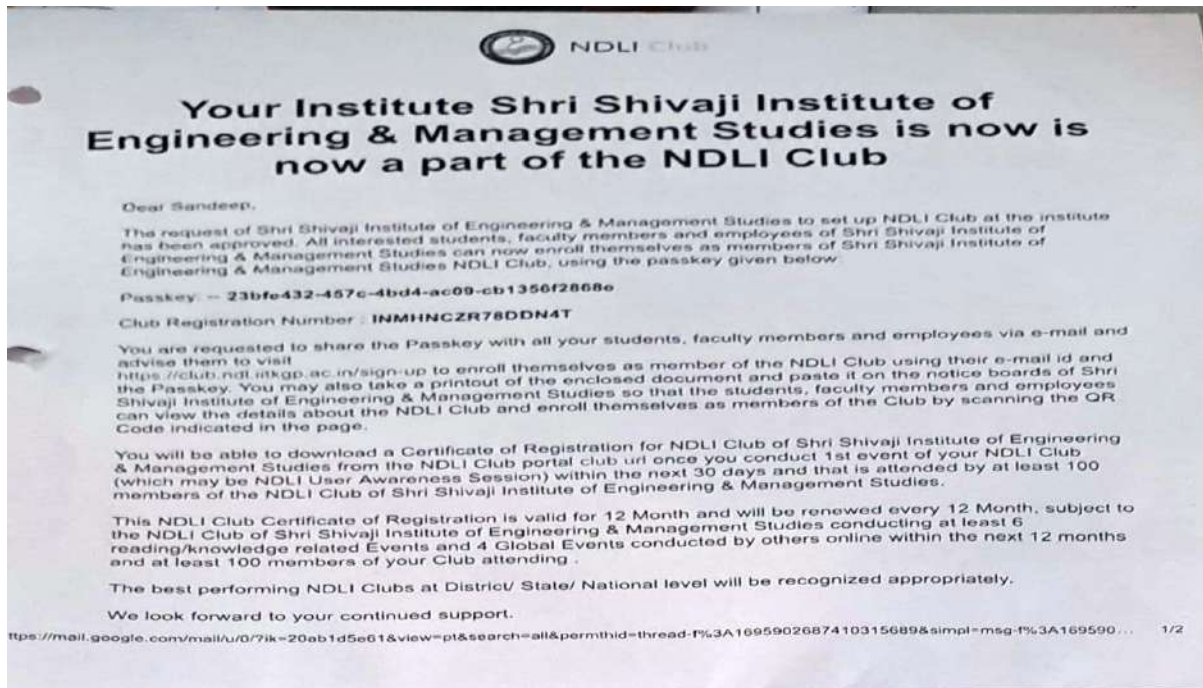 NDLI Club
Your Institute Shri Shivaji Institute of
Engineering & Management Studies is now is
now a part of the NDLI Club
Dear Sandeep,
The request of Shri Shivaji Institute of Engineering & Management Studies to set up NDLI Club at the institute
has been approved. All interested students, faculty members and employees of Shri Shivaji Institute of
Engineering & Management Studies can now enroll themselves as members of Shri Shivaji Institute of
Engineering & Management Studies NDLI Club, using the passkey given below
Passkey: -- 23bfe432-457c-4bd4-ac09-cb1356f2868e
Club Registration Number : INMHNCZR78DDN4T
You are requested to share the Passkey with all your students, faculty members and employees via e-mail and
advise them to visit
https://club.ndl.iitkgp.ac.in/sign-up to enroll themselves as member of the NDLI Club using their e-mail id and
the Passkey. You may also take a printout of the enclosed document and paste it on the notice boards of Shri
Shivaji Institute of Engineering & Management Studies so that the students, faculty members and employees
can view the details about the NDLI Club and enroll themselves as members of the Club by scanning the QR
Code indicated in the page.
You will be able to download a Certificate of Registration for NDLI Club of Shri Shivaji Institute of Engineering
& Management Studies from the NDLI Club portal club url once you conduct 1st event of your NDLI Club
(which may be NDLI User Awareness Session) within the next 30 days and that is attended by at least 100
members of the NDLI Club of Shri Shivaji Institute of Engineering & Management Studies.
This NDLI Club Certificate of Registration is valid for 12 Month and will be renewed every 12 Month, subject to
the NDLI Club of Shri Shivaji Institute of Engineering & Management Studies conducting at least 6
reading/knowledge related Events and 4 Global Events conducted by others online within the next 12 months
and at least 100 members of your Club attending .
The best performing NDLI Clubs at District/ State/ National level will be recognized appropriately.
We look forward to your continued support.
ttps://mail.google.com/mail/u/0/?ik=20ab1d5e61&view=pt&search=all&permthid=thread-f%3A1695902687410315689&simpl=msg-f%3A169590... 1/2